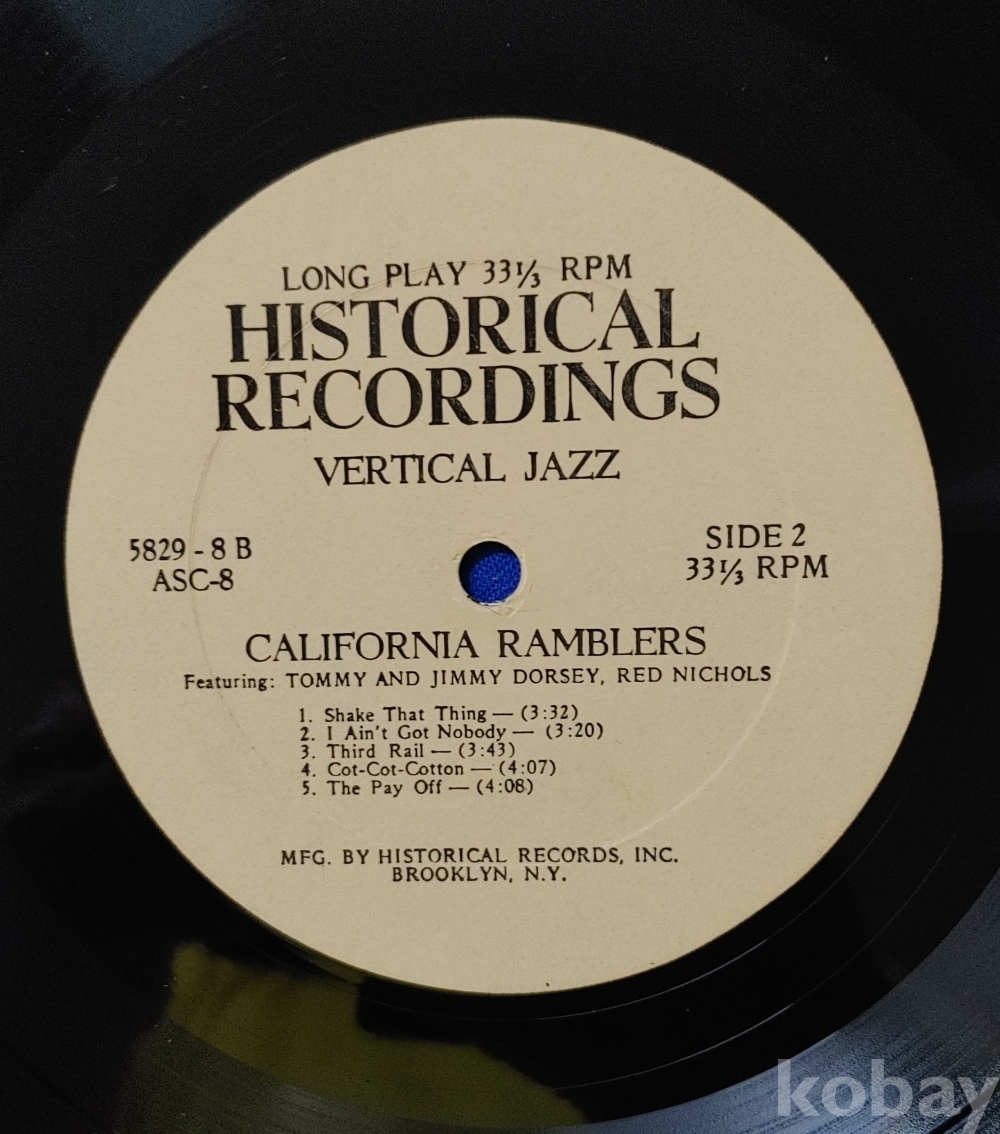 LONG PLAY 33⅓ RPM
HISTORICAL
RECORDINGS
VERTICAL JAZZ
5829 - 8 B
ASC-8
SIDE 2
33⅓ RPM
CALIFORNIA RAMBLERS
Featuring: TOMMY AND JIMMY DORSEY, RED NICHOLS
1. Shake That Thing — (3:32)
2. I Ain't Got Nobody — (3:20)
3. Third Rail — (3:43)
4. Cot-Cot-Cotton — (4:07)
5. The Pay Off — (4:08)
MFG. BY HISTORICAL RECORDS, INC.
BROOKLYN, N.Y.
kobay